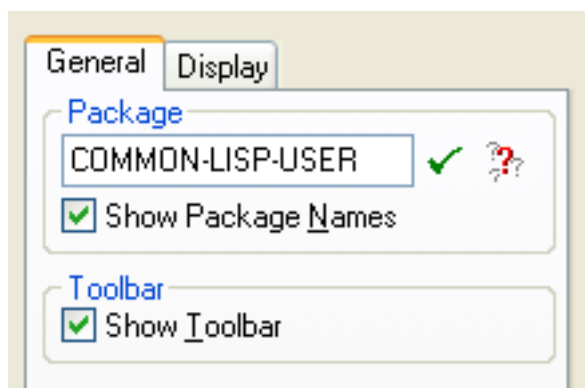 General Display
Package
COMMON-LISP-USER
Show Package Names
Toolbar
Show Toolbar